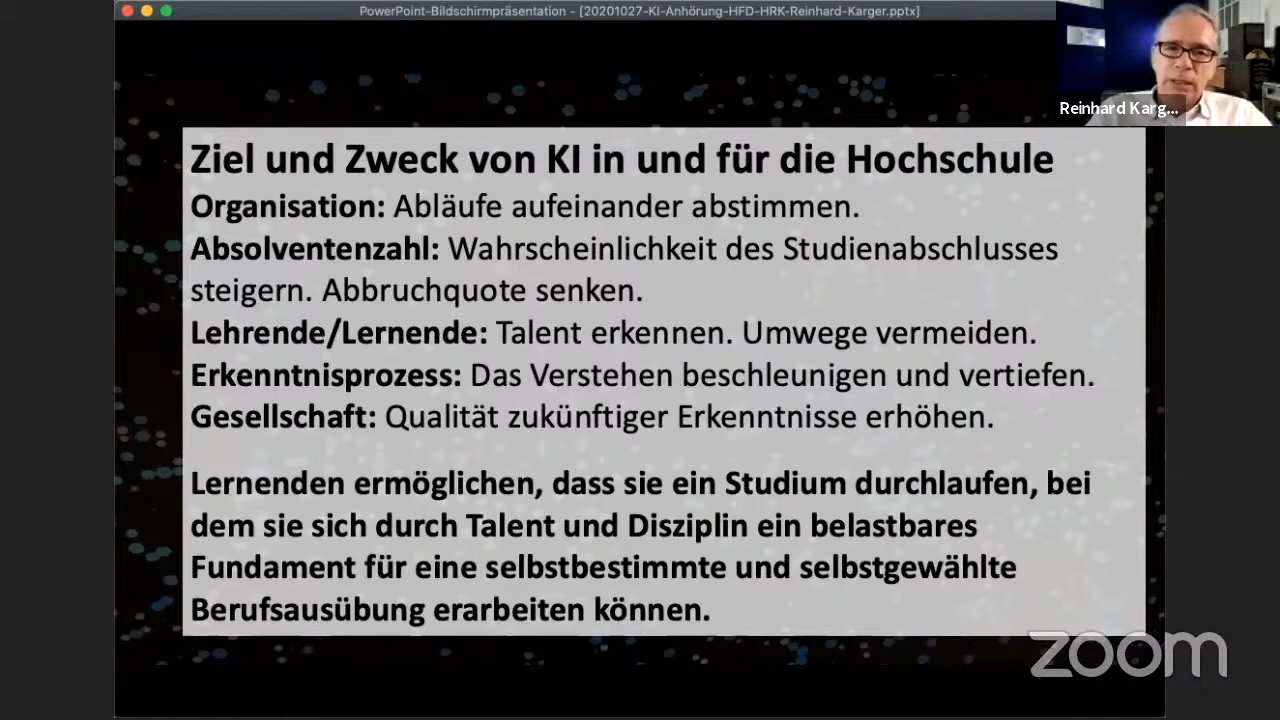 PowerPoint-Bildschirmpräsentation - [20201027-KI-Anhörung-HFD-HRK-Reinhard-Karger.pptx]
Reinhard Karg...
Ziel und Zweck von KI in und für die Hochschule
Organisation: Abläufe aufeinander abstimmen.
Absolventenzahl: Wahrscheinlichkeit des Studienabschlusses
steigern. Abbruchquote senken.
Lehrende/Lernende: Talent erkennen. Umwege vermeiden.
Erkenntnisprozess: Das Verstehen beschleunigen und vertiefen.
Gesellschaft: Qualität zukünftiger Erkenntnisse erhöhen.
Lernenden ermöglichen, dass sie ein Studium durchlaufen, bei
dem sie sich durch Talent und Disziplin ein belastbares
Fundament für eine selbstbestimmte und selbstgewählte
Berufsausübung erarbeiten können.
zoom